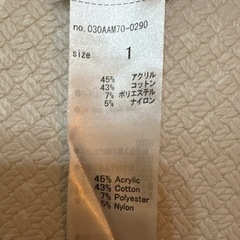 no. 030AAM70-0290
size 1
45% アクリル
43% コットン
7% ポリエステル
5% ナイロン
45% Acrylic
43% Cotton
7% Polyester
5% Nylon